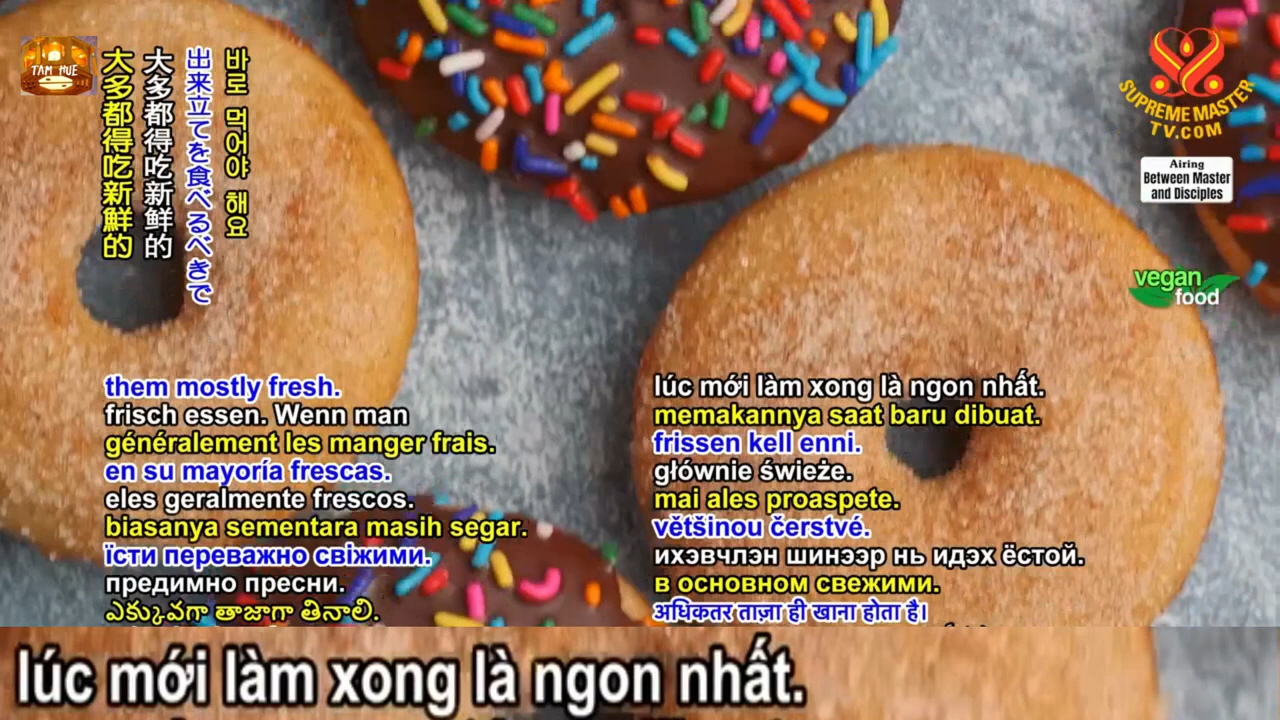 TAM HUE
大多都得吃新鮮的
大多都得吃新鲜的
出来立てを食べるべきで
바로 먹어야 해요
SUPREME MASTER
TV.COM
Airing
Between Master
and Disciples
vegan
food
them mostly fresh.
frisch essen. Wenn man
généralement les manger frais.
en su mayoría frescas.
eles geralmente frescos.
biasanya sementara masih segar.
їсти переважно свіжими.
предимно пресни.
ఎక్కువగా తాజాగా తినాలి.
lúc mới làm xong là ngon nhất.
memakannya saat baru dibuat.
frissen kell enni.
głównie świeże.
mai ales proaspete.
většinou čerstvé.
ихэвчлэн шинээр нь идэх ёстой.
в основном свежими.
अधिकतर ताज़ा ही खाना होता है।
lúc mới làm xong là ngon nhất.